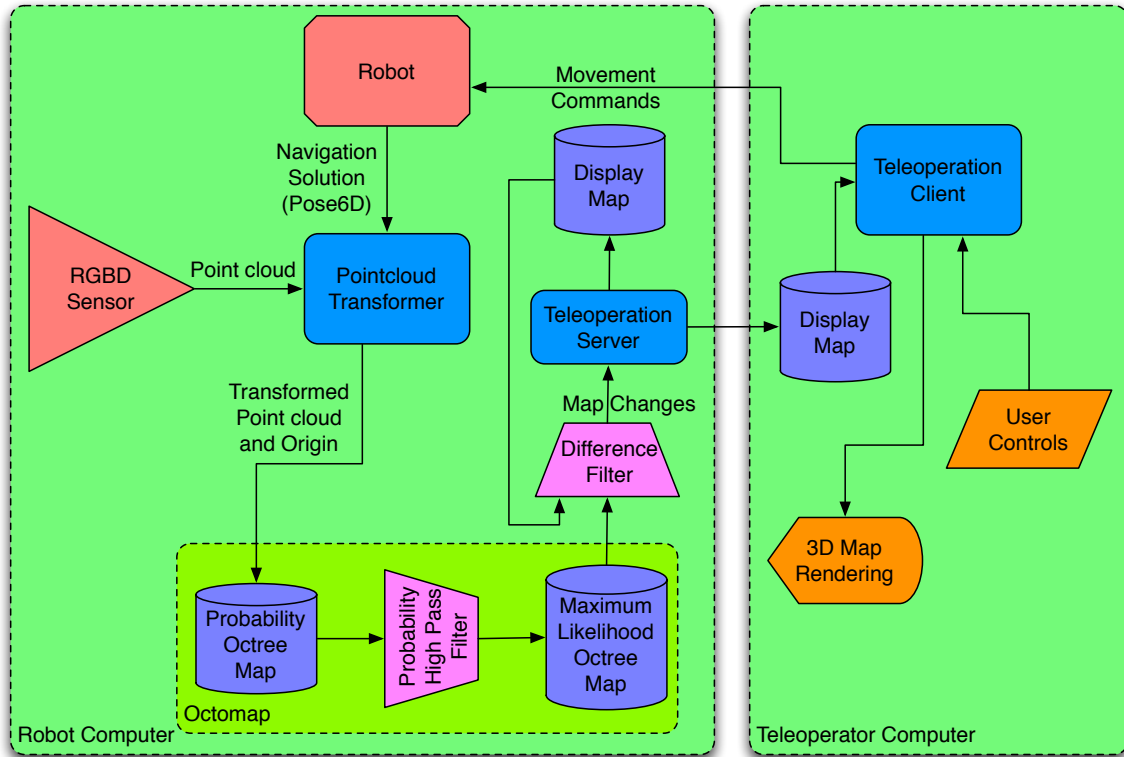 Robot
Movement
Commands
Navigation
Solution
(Pose6D)
Display
Map
Teleoperation
Client
RGBD
Sensor
Point cloud
Pointcloud
Transformer
Teleoperation
Server
Display
Map
Transformed
Point cloud
and Origin
Map Changes
User
Controls
Difference
Filter
3D Map
Rendering
Probability
Octree
Map
Probability
High Pass
Filter
Maximum
Likelihood
Octree
Map
Octomap
Robot Computer
Teleoperator Computer